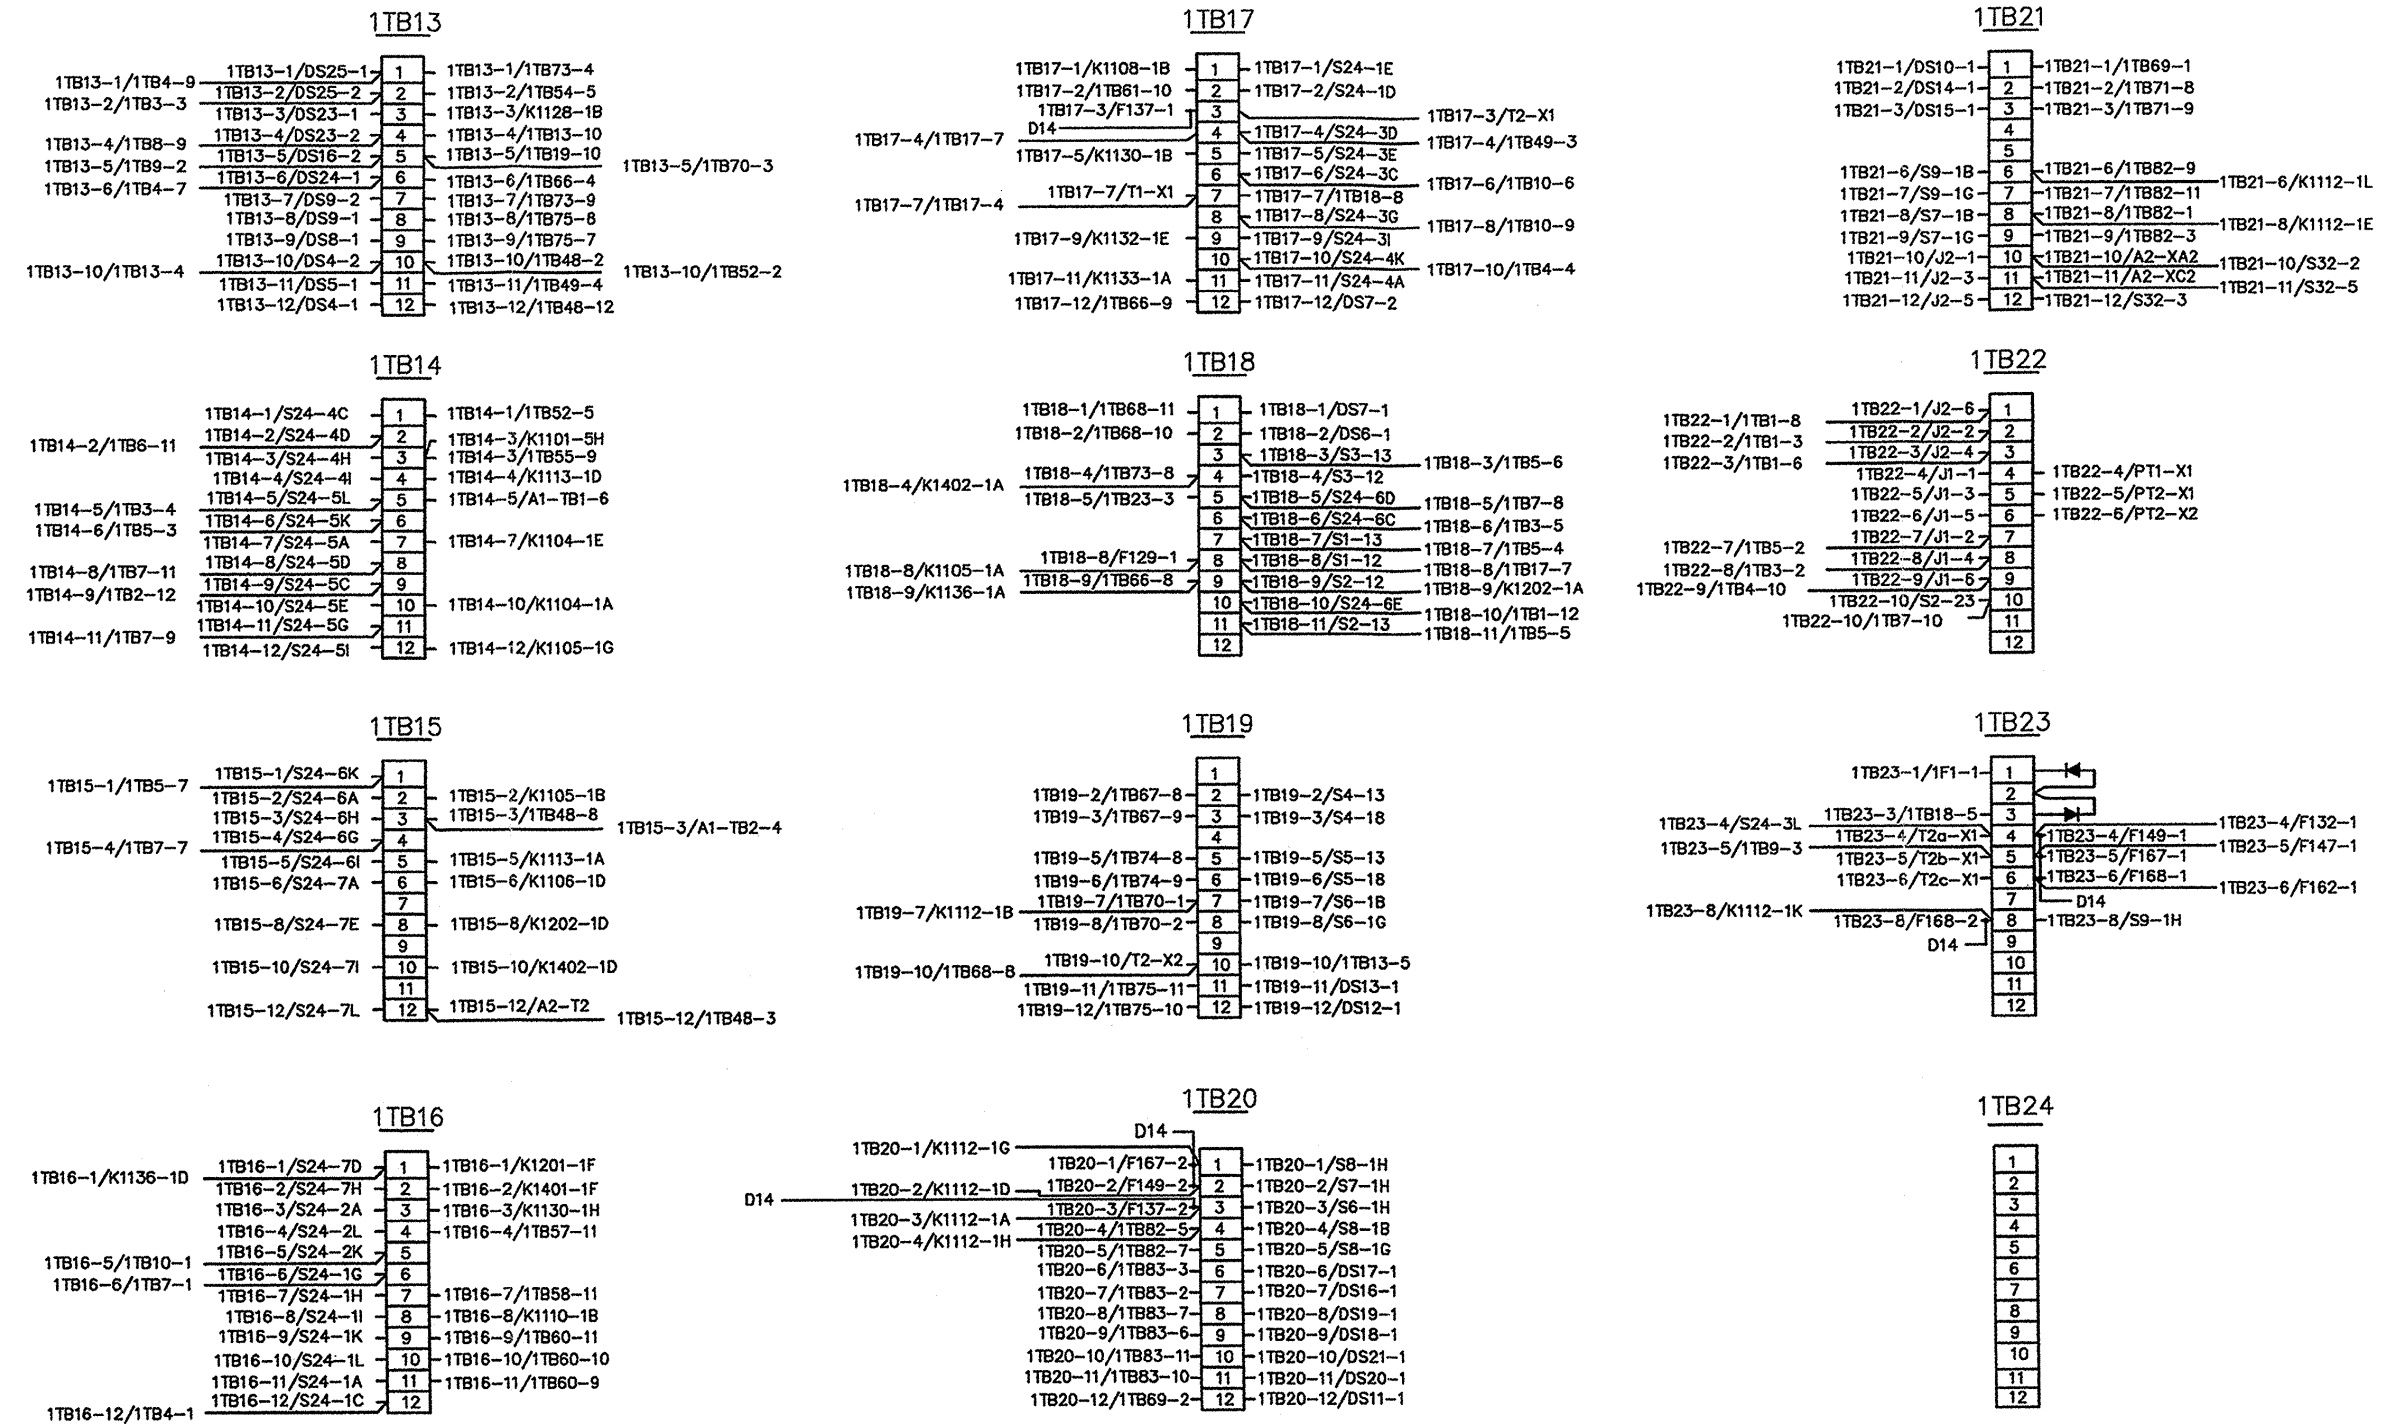 1TB13
1TB13-1/DS25-1 1 1TB13-1/1TB73-4
1TB13-1/1TB4-9
1TB13-2/DS25-2 2 1TB13-2/1TB54-5
1TB13-2/1TB3-3
1TB13-3/DS23-1 3 1TB13-3/K1128-1B
1TB13-4/DS23-2 4 1TB13-4/1TB13-10
1TB13-4/1TB8-9
1TB13-5/DS16-2 5 1TB13-5/1TB19-10
1TB13-5/1TB9-2 1TB13-5/1TB70-3
1TB13-6/DS24-1 6 1TB13-6/1TB66-4
1TB13-6/1TB4-7
1TB13-7/DS9-2 7 1TB13-7/1TB73-9
1TB13-8/DS9-1 8 1TB13-8/1TB75-8
1TB13-9/DS8-1 9 1TB13-9/1TB75-7
1TB13-10/DS4-2 10 1TB13-10/1TB48-2
1TB13-10/1TB13-4 1TB13-10/1TB52-2
1TB13-11/DS5-1 11 1TB13-11/1TB49-4
1TB13-12/DS4-1 12 1TB13-12/1TB48-12
1TB14
1TB14-1/S24-4C 1 1TB14-1/1TB52-5
1TB14-2/S24-4D 2
1TB14-2/1TB6-11 1TB14-3/K1101-5H
1TB14-3/S24-4H 3 1TB14-3/1TB55-9
1TB14-4/S24-4I 4 1TB14-4/K1113-1D
1TB14-5/S24-5L 5 1TB14-5/A1-TB1-6
1TB14-5/1TB3-4
1TB14-6/S24-5K 6
1TB14-6/1TB5-3
1TB14-7/S24-5A 7 1TB14-7/K1104-1E
1TB14-8/S24-5D 8
1TB14-8/1TB7-11
1TB14-9/S24-5C 9
1TB14-9/1TB2-12
1TB14-10/S24-5E 10 1TB14-10/K1104-1A
1TB14-11/S24-5G 11
1TB14-11/1TB7-9
1TB14-12/S24-5I 12 1TB14-12/K1105-1G
1TB15
1TB15-1/S24-6K 1
1TB15-1/1TB5-7
1TB15-2/S24-6A 2 1TB15-2/K1105-1B
1TB15-3/S24-6H 3 1TB15-3/1TB48-8
1TB15-3/A1-TB2-4
1TB15-4/S24-6G 4
1TB15-4/1TB7-7
1TB15-5/S24-6I 5 1TB15-5/K1113-1A
1TB15-6/S24-7A 6 1TB15-6/K1106-1D
7
1TB15-8/S24-7E 8 1TB15-8/K1202-1D
9
1TB15-10/S24-7I 10 1TB15-10/K1402-1D
11
1TB15-12/S24-7L 12 1TB15-12/A2-T2
1TB15-12/1TB48-3
1TB16
1TB16-1/S24-7D 1 1TB16-1/K1201-1F
1TB16-1/K1136-1D
1TB16-2/S24-7H 2 1TB16-2/K1401-1F
1TB16-3/S24-2A 3 1TB16-3/K1130-1H
1TB16-4/S24-2L 4 1TB16-4/1TB57-11
1TB16-5/S24-2K 5
1TB16-5/1TB10-1
1TB16-6/S24-1G 6
1TB16-6/1TB7-1
1TB16-7/S24-1H 7 1TB16-7/1TB58-11
1TB16-8/S24-1I 8 1TB16-8/K1110-1B
1TB16-9/S24-1K 9 1TB16-9/1TB60-11
1TB16-10/S24-1L 10 1TB16-10/1TB60-10
1TB16-11/S24-1A 11 1TB16-11/1TB60-9
1TB16-12/S24-1C 12
1TB16-12/1TB4-1
1TB17
1TB17-1/K1108-1B 1 1TB17-1/S24-1E
1TB17-2/1TB61-10 2 1TB17-2/S24-1D
1TB17-3/F137-1 3 1TB17-3/T2-X1
D14
1TB17-4/1TB17-7 4 1TB17-4/S24-3D
1TB17-4/1TB49-3
1TB17-5/K1130-1B 5 1TB17-5/S24-3E
6 1TB17-6/S24-3C
1TB17-6/1TB10-6
1TB17-7/T1-X1 7 1TB17-7/1TB18-8
1TB17-7/1TB17-4
8 1TB17-8/S24-3G
1TB17-8/1TB10-9
1TB17-9/K1132-1E 9 1TB17-9/S24-3I
10 1TB17-10/S24-4K
1TB17-10/1TB4-4
1TB17-11/K1133-1A 11 1TB17-11/S24-4A
1TB17-12/1TB66-9 12 1TB17-12/DS7-2
1TB18
1TB18-1/1TB68-11 1 1TB18-1/DS7-1
1TB18-2/1TB68-10 2 1TB18-2/DS6-1
3 1TB18-3/S3-13
1TB18-3/1TB5-6
1TB18-4/1TB73-8 4 1TB18-4/S3-12
1TB18-4/K1402-1A
1TB18-5/1TB23-3 5 1TB18-5/S24-6D
1TB18-5/1TB7-8
6 1TB18-6/S24-6C
1TB18-6/1TB3-5
7 1TB18-7/S1-13
1TB18-7/1TB5-4
1TB18-8/F129-1 8 1TB18-8/S1-12
1TB18-8/K1105-1A 1TB18-8/1TB17-7
1TB18-9/1TB66-8 9 1TB18-9/S2-12
1TB18-9/K1136-1A 1TB18-9/K1202-1A
10 1TB18-10/S24-6E
1TB18-10/1TB1-12
11 1TB18-11/S2-13
1TB18-11/1TB5-5
12
1TB19
1
1TB19-2/1TB67-8 2 1TB19-2/S4-13
1TB19-3/1TB67-9 3 1TB19-3/S4-18
4
1TB19-5/1TB74-8 5 1TB19-5/S5-13
1TB19-6/1TB74-9 6 1TB19-6/S5-18
1TB19-7/1TB70-1 7 1TB19-7/S6-1B
1TB19-7/K1112-1B
1TB19-8/1TB70-2 8 1TB19-8/S6-1G
9
1TB19-10/T2-X2 10 1TB19-10/1TB13-5
1TB19-10/1TB68-8
1TB19-11/1TB75-11 11 1TB19-11/DS13-1
1TB19-12/1TB75-10 12 1TB19-12/DS12-1
1TB20
D14
1TB20-1/K1112-1G
1TB20-1/F167-2 1 1TB20-1/S8-1H
1TB20-2/K1112-1D 1TB20-2/F149-2 2 1TB20-2/S7-1H
D14
1TB20-3/F137-2 3 1TB20-3/S6-1H
1TB20-3/K1112-1A
1TB20-4/1TB82-5 4 1TB20-4/S8-1B
1TB20-4/K1112-1H
1TB20-5/1TB82-7 5 1TB20-5/S8-1G
1TB20-6/1TB83-3 6 1TB20-6/DS17-1
1TB20-7/1TB83-2 7 1TB20-7/DS16-1
1TB20-8/1TB83-7 8 1TB20-8/DS19-1
1TB20-9/1TB83-6 9 1TB20-9/DS18-1
1TB20-10/1TB83-11 10 1TB20-10/DS21-1
1TB20-11/1TB83-10 11 1TB20-11/DS20-1
1TB20-12/1TB69-2 12 1TB20-12/DS11-1
1TB21
1TB21-1/DS10-1 1 1TB21-1/1TB69-1
1TB21-2/DS14-1 2 1TB21-2/1TB71-8
1TB21-3/DS15-1 3 1TB21-3/1TB71-9
4
5
1TB21-6/S9-1B 6 1TB21-6/1TB82-9
1TB21-6/K1112-1L
1TB21-7/S9-1G 7 1TB21-7/1TB82-11
1TB21-8/S7-1B 8 1TB21-8/1TB82-1
1TB21-8/K1112-1E
1TB21-9/S7-1G 9 1TB21-9/1TB82-3
1TB21-10/J2-1 10 1TB21-10/A2-XA2
1TB21-10/S32-2
1TB21-11/J2-3 11 1TB21-11/A2-XC2
1TB21-11/S32-5
1TB21-12/J2-5 12 1TB21-12/S32-3
1TB22
1TB22-1/J2-6 1
1TB22-1/1TB1-8
1TB22-2/J2-2 2
1TB22-2/1TB1-3
1TB22-3/J2-4 3
1TB22-3/1TB1-6
1TB22-4/J1-1 4 1TB22-4/PT1-X1
1TB22-5/J1-3 5 1TB22-5/PT2-X1
1TB22-6/J1-5 6 1TB22-6/PT2-X2
1TB22-7/J1-2 7
1TB22-7/1TB5-2
1TB22-8/J1-4 8
1TB22-8/1TB3-2
1TB22-9/J1-6 9
1TB22-9/1TB4-10
1TB22-10/S2-23 10
1TB22-10/1TB7-10 11
12
1TB23
1TB23-1/1F1-1 1
2
1TB23-3/1TB18-5 3
1TB23-4/S24-3L 1TB23-4/F132-1
1TB23-4/T2a-X1 4 1TB23-4/F149-1
1TB23-5/1TB9-3 1TB23-5/F147-1
1TB23-5/T2b-X1 5 1TB23-5/F167-1
1TB23-6/T2c-X1 6 1TB23-6/F168-1
1TB23-6/F162-1
7 D14
1TB23-8/K1112-1K
1TB23-8/F168-2 8 1TB23-8/S9-1H
D14 9
10
11
12
1TB24
1
2
3
4
5
6
7
8
9
10
11
12